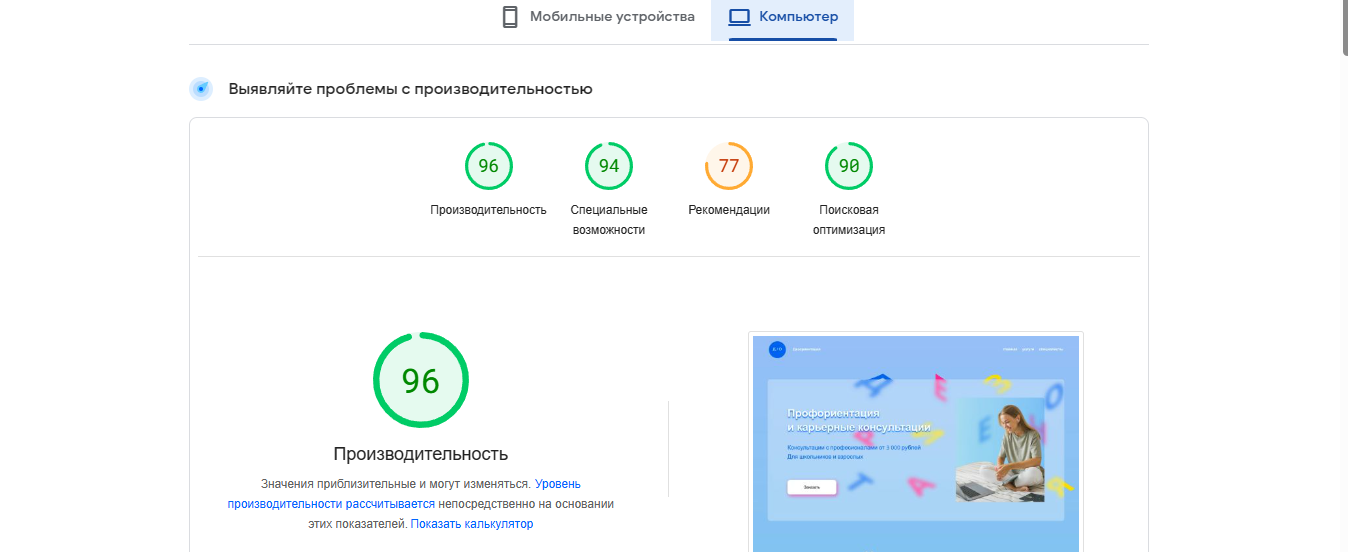 Мобильные устройства
Компьютер
Выявляйте проблемы с производительностью
96
94
77
90
Производительность
Специальные
возможности
Рекомендации
Поисковая
оптимизация
96
Производительность
Значения приблизительные и могут изменяться. Уровень
производительности рассчитывается непосредственно на основании
этих показателей. Показать калькулятор
Профориентация
и карьерные консультации
Консультации с профессионалами от 3 000 рублей
Для школьников и взрослых
Заказать